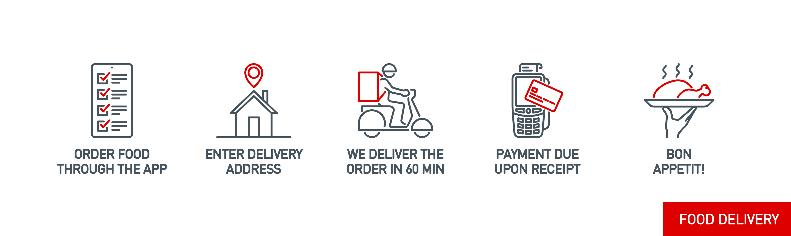 ORDER FOOD
THROUGH THE APP
ENTER DELIVERY
ADDRESS
WE DELIVER THE
ORDER IN 60 MIN
PAYMENT DUE
UPON RECEIPT
BON
APPETIT!
FOOD DELIVERY